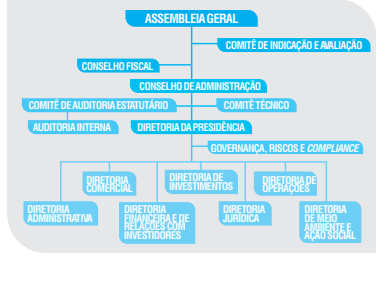 ASSEMBLEIA GERAL
COMITÊ DE INDICAÇÃO E AVALIAÇÃO
CONSELHO FISCAL
CONSELHO DE ADMINISTRAÇÃO
COMITÊ DE AUDITORIA ESTATUTÁRIO
COMITÊ TÉCNICO
AUDITORIA INTERNA
DIRETORIA DA PRESIDÊNCIA
GOVERNANÇA, RISCOS E COMPLIANCE
DIRETORIA
COMERCIAL
DIRETORIA DE
INVESTIMENTOS
DIRETORIA DE
OPERAÇÕES
DIRETORIA
ADMINISTRATIVA
DIRETORIA
FINANCEIRA E DE
RELAÇÕES COM
INVESTIDORES
DIRETORIA
JURÍDICA
DIRETORIA
DE MEIO
AMBIENTE E
AÇÃO SOCIAL